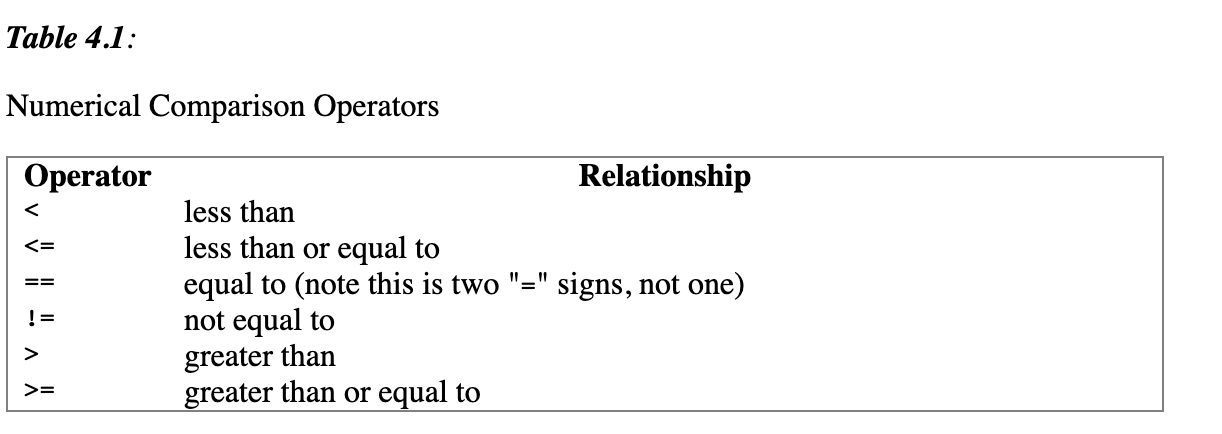 Table 4.1:
Numerical Comparison Operators
Operator Relationship
< less than
<= less than or equal to
== equal to (note this is two "=" signs, not one)
!= not equal to
> greater than
>= greater than or equal to